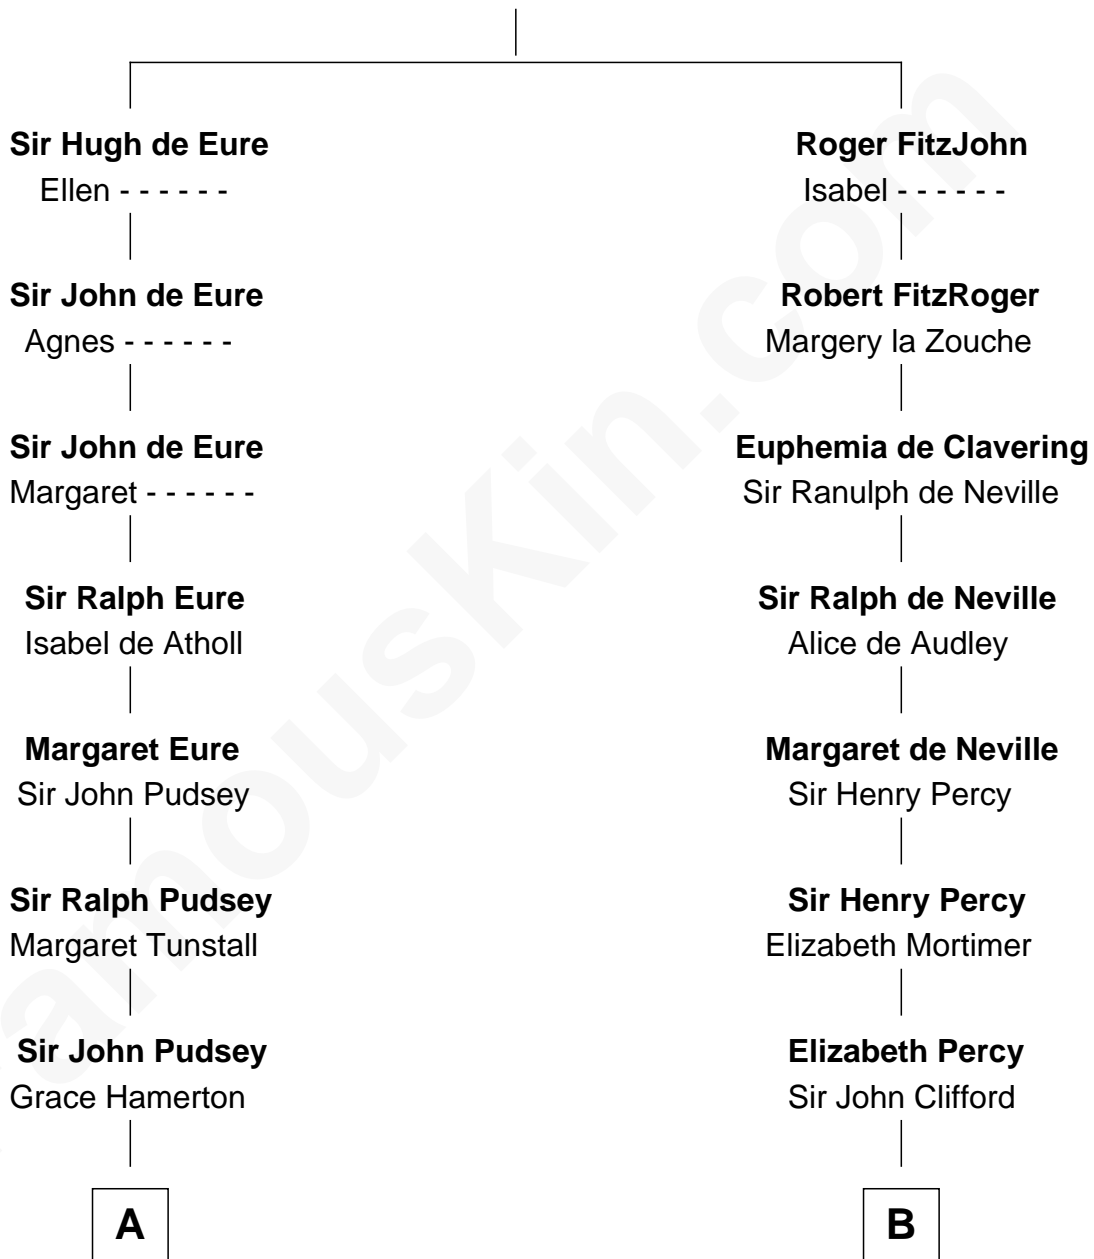 Sir Hugh de Eure
Ellen - - - - - -
Sir John de Eure
Agnes - - - - - -
Sir John de Eure
Margaret - - - - - -
Sir Ralph Eure
Isabel de Atholl
Margaret Eure
Sir John Pudsey
Sir Ralph Pudsey
Margaret Tunstall
Sir John Pudsey
Grace Hamerton
A
Roger FitzJohn
Isabel - - - - - -
Robert FitzRoger
Margery la Zouche
Euphemia de Clavering
Sir Ranulph de Neville
Sir Ralph de Neville
Alice de Audley
Margaret de Neville
Sir Henry Percy
Sir Henry Percy
Elizabeth Mortimer
Elizabeth Percy
Sir John Clifford
B
amousKin.com